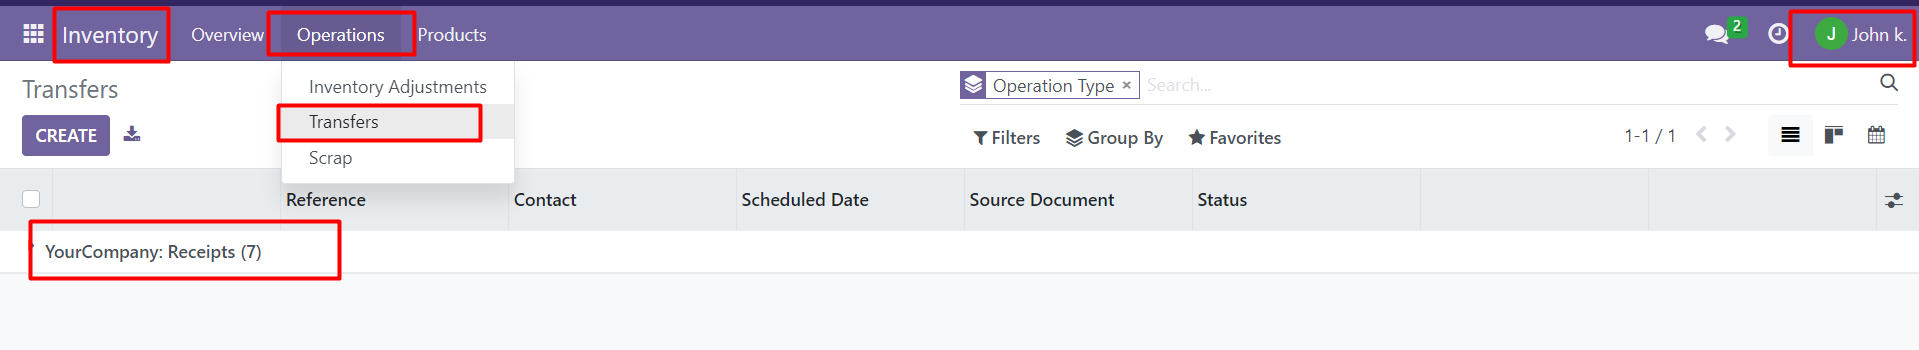 Inventory Overview Operations Products 2 J John k.
Transfers Inventory Adjustments Operation Type × Search...
CREATE Transfers Filters Group By Favorites 1-1 / 1
Scrap
Reference Contact Scheduled Date Source Document Status
YourCompany: Receipts (7)